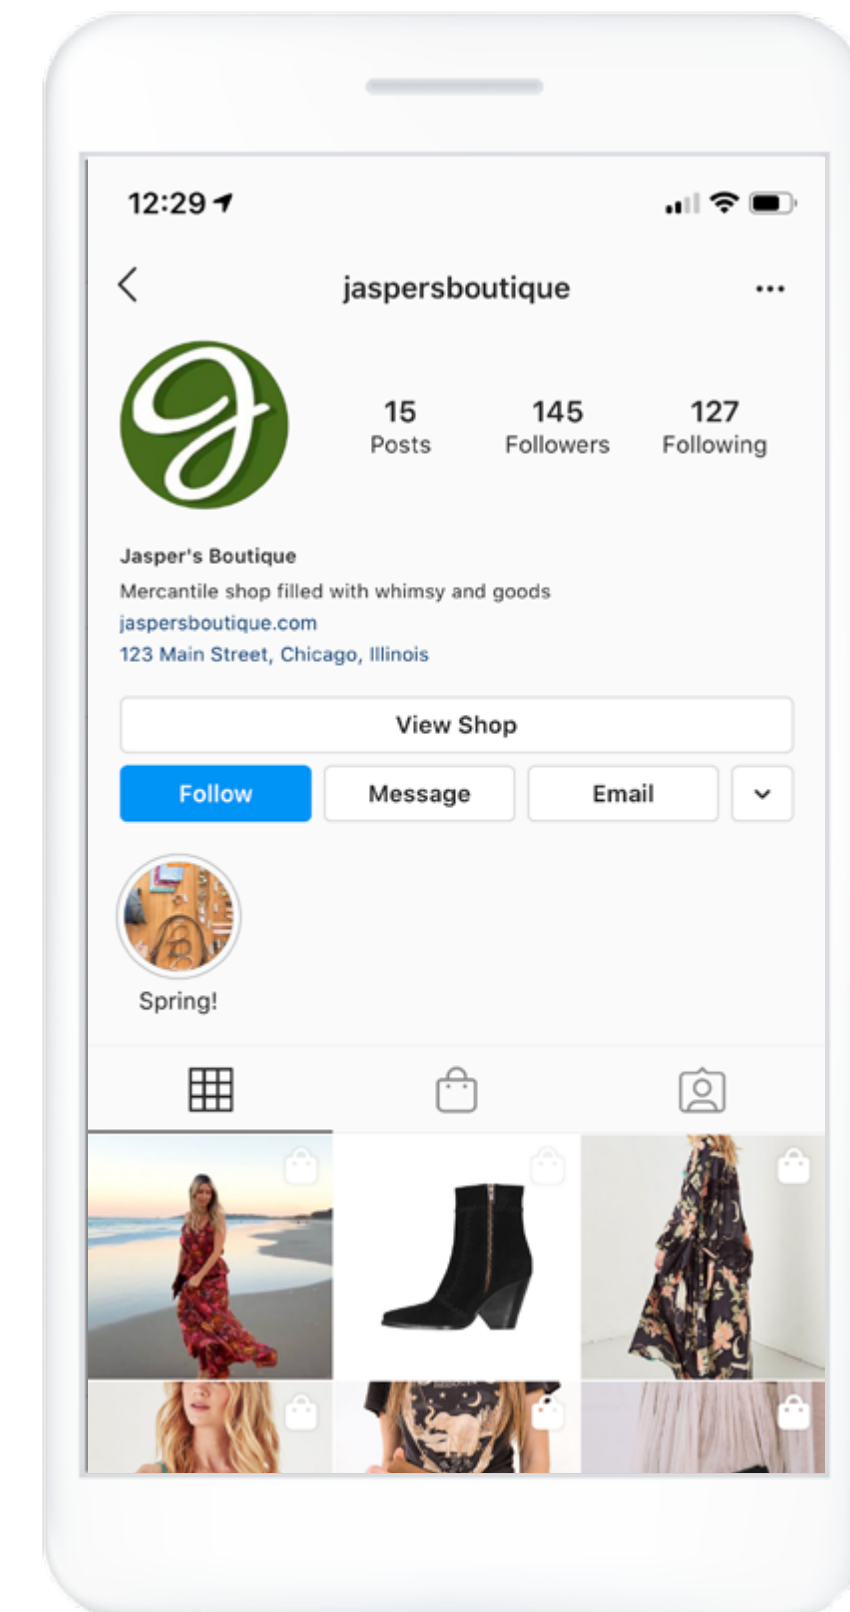 12:29
jaspersboutique
15 145 127
Posts Followers Following
Jasper's Boutique
Mercantile shop filled with whimsy and goods
jaspersboutique.com
123 Main Street, Chicago, Illinois
View Shop
Follow Message Email
Spring!